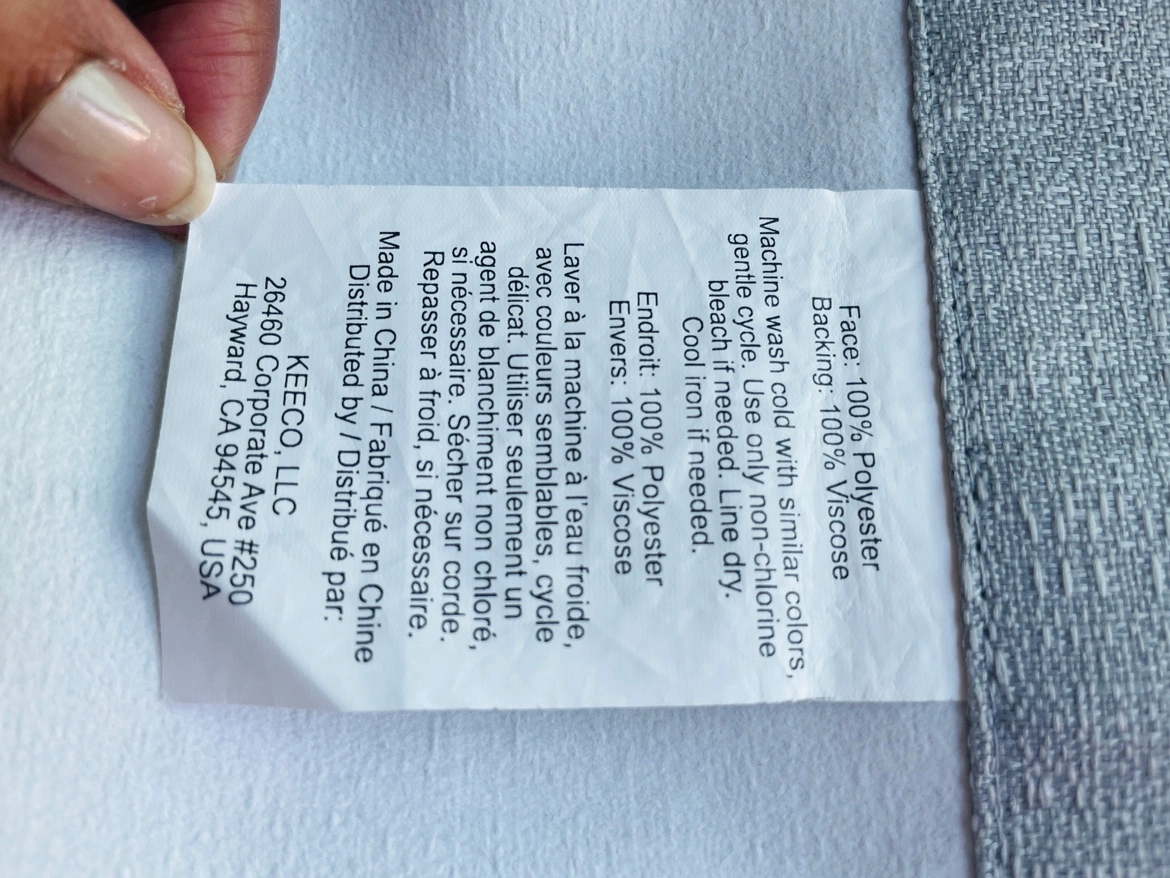 Face: 100% Polyester
Backing: 100% Viscose
Machine wash cold with similar colors,
gentle cycle. Use only non-chlorine
bleach if needed. Line dry.
Cool iron if needed.
Endroit: 100% Polyester
Envers: 100% Viscose
Laver à la machine à l'eau froide,
avec couleurs semblables, cycle
délicat. Utiliser seulement un
agent de blanchiment non chloré,
si nécessaire. Sécher sur corde.
Repasser à froid, si nécessaire.
Made in China / Fabriqué en Chine
Distributed by / Distribué par:
KEECO, LLC
26460 Corporate Ave #250
Hayward, CA 94545, USA